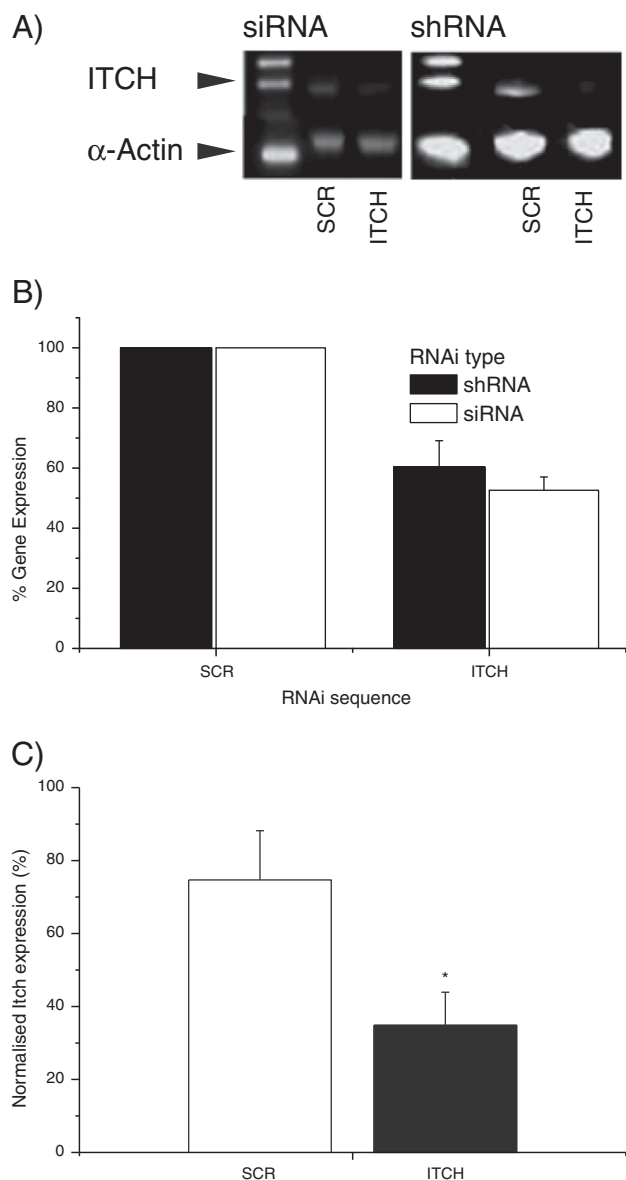 A)
siRNA
shRNA
ITCH
α-Actin
SCR
ITCH
SCR
ITCH
B)
100
80
60
40
20
0
% Gene Expression
RNAi type
shRNA
siRNA
SCR
ITCH
RNAi sequence
C)
100
80
60
40
20
0
Normalised Itch expression (%)
*
SCR
ITCH